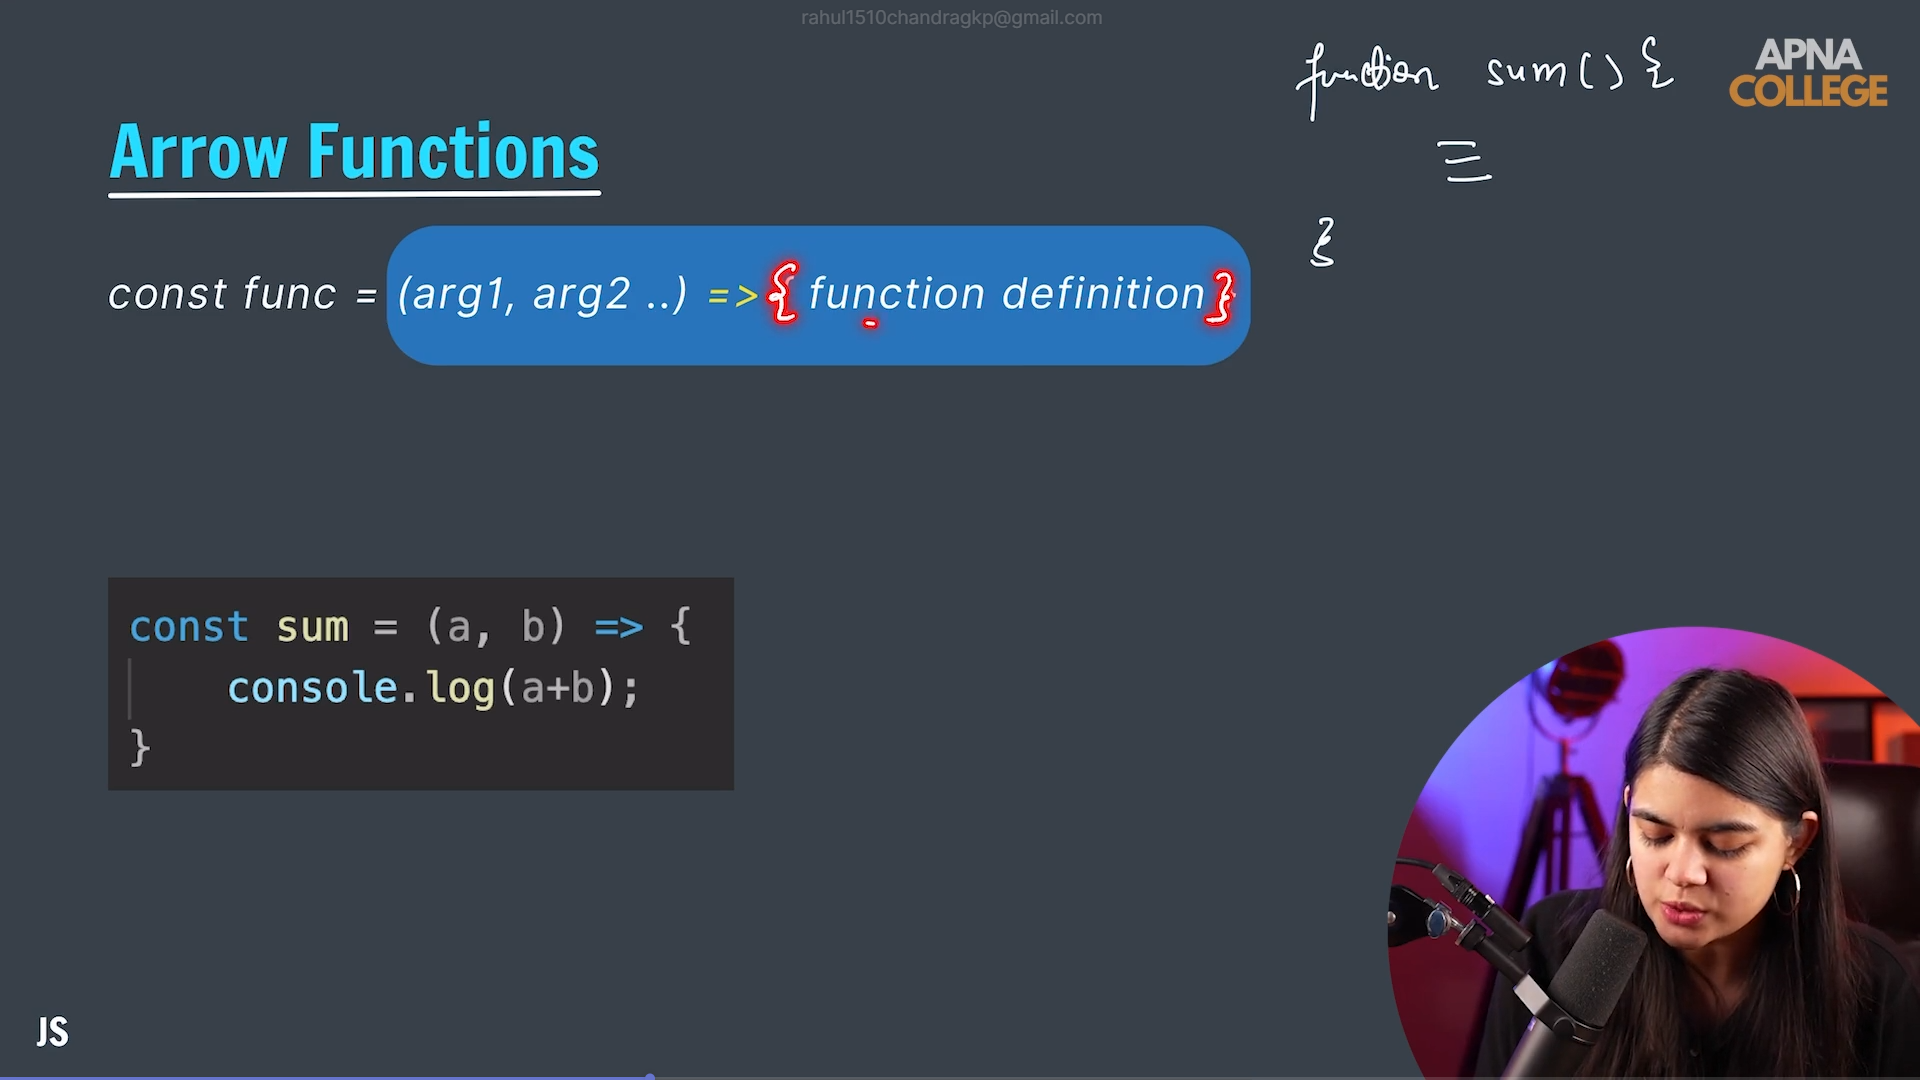 rahul1510chandragkp@gmail.com
function sum() {
}
APNA
COLLEGE
Arrow Functions
const func = (arg1, arg2 ..) => { function definition }
const sum = (a, b) => {
console.log(a+b);
}
JS